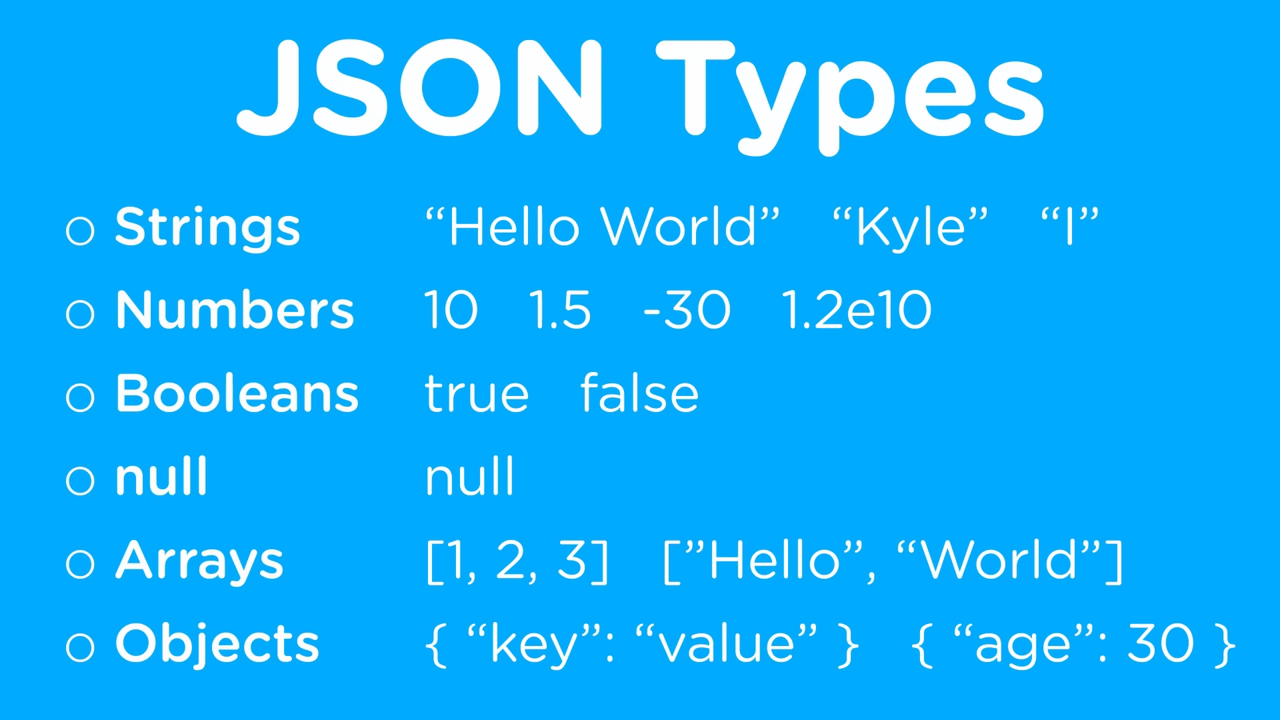 JSON Types
○ Strings “Hello World” “Kyle” “I”
○ Numbers 10 1.5 -30 1.2e10
○ Booleans true false
○ null null
○ Arrays [1, 2, 3] [”Hello”, “World”]
○ Objects { “key”: “value” } { “age”: 30 }